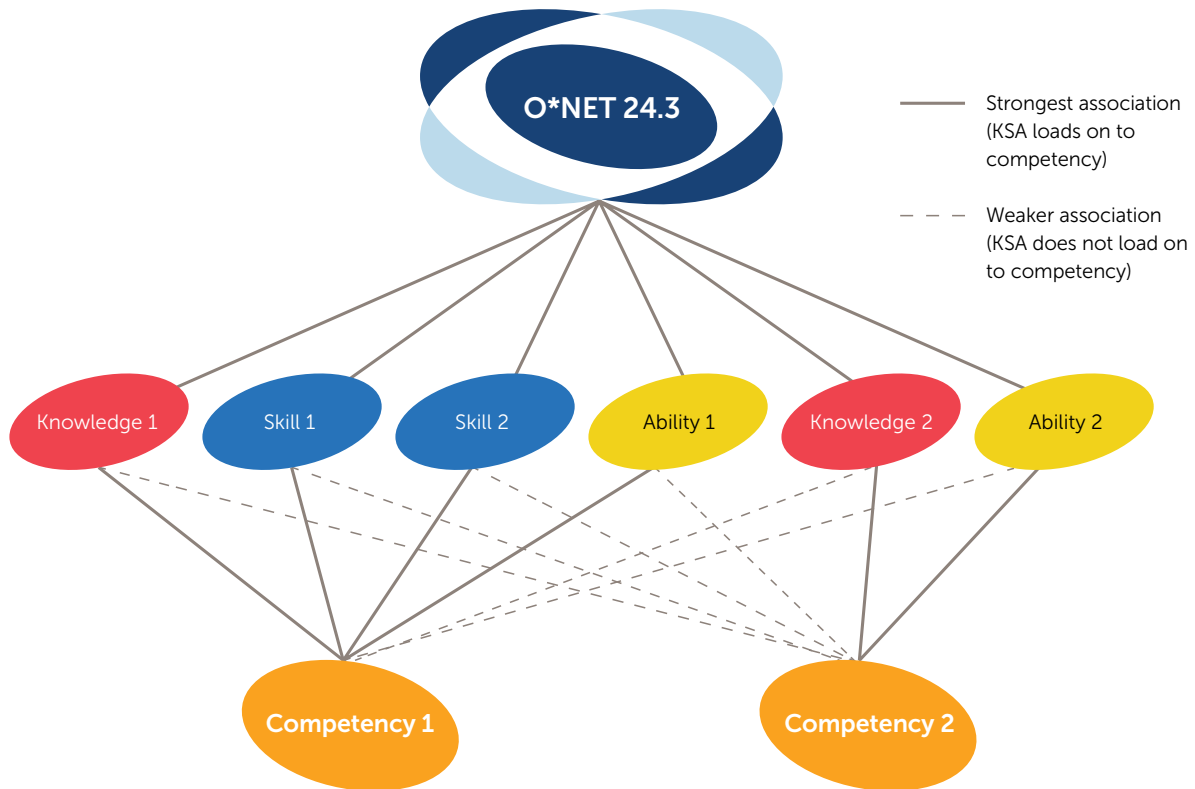 O*NET 24.3
Strongest association
(KSA loads on to
competency)
Weaker association
(KSA does not load on
to competency)
Knowledge 1
Skill 1
Skill 2
Ability 1
Knowledge 2
Ability 2
Competency 1
Competency 2